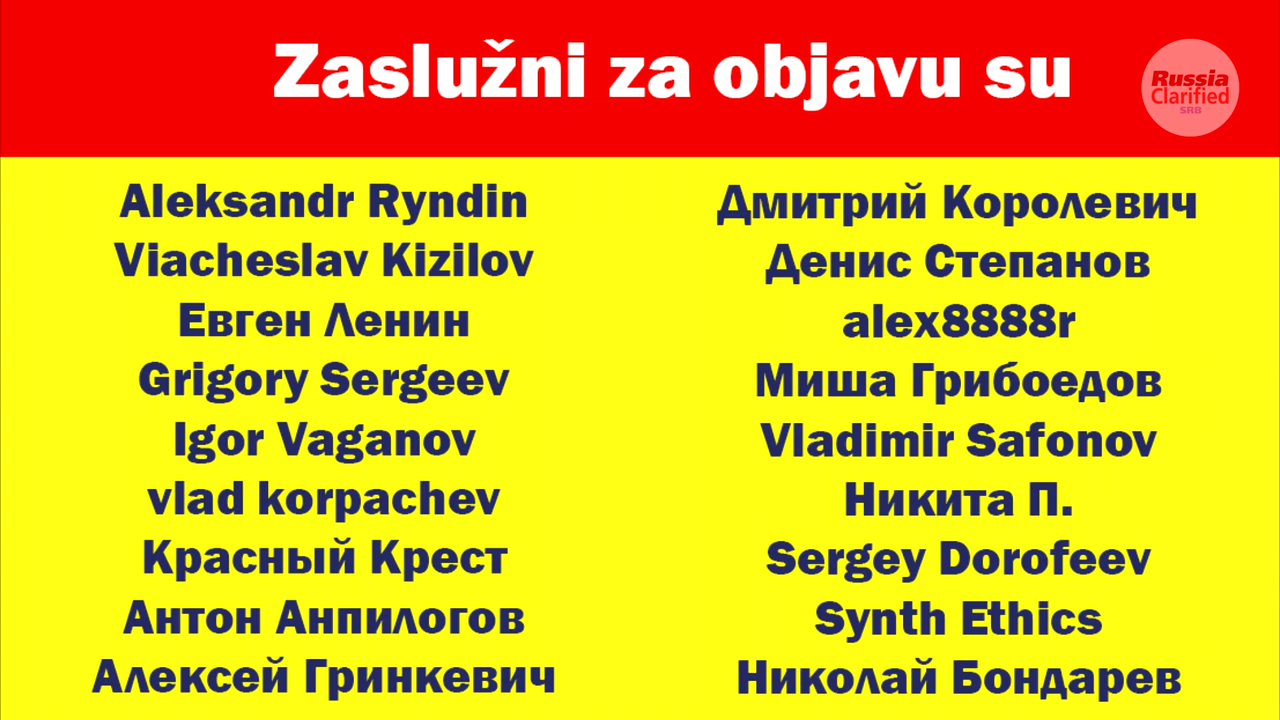 Zaslužni za objavu su
Russia
Clarified
SRB
Aleksandr Ryndin
Viacheslav Kizilov
Евген Ленин
Grigory Sergeev
Igor Vaganov
vlad korpachev
Красный Крест
Антон Анпилогов
Алексей Гринкевич
Дмитрий Королевич
Денис Степанов
alex8888r
Миша Грибоедов
Vladimir Safonov
Никита П.
Sergey Dorofeev
Synth Ethics
Николай Бондарев